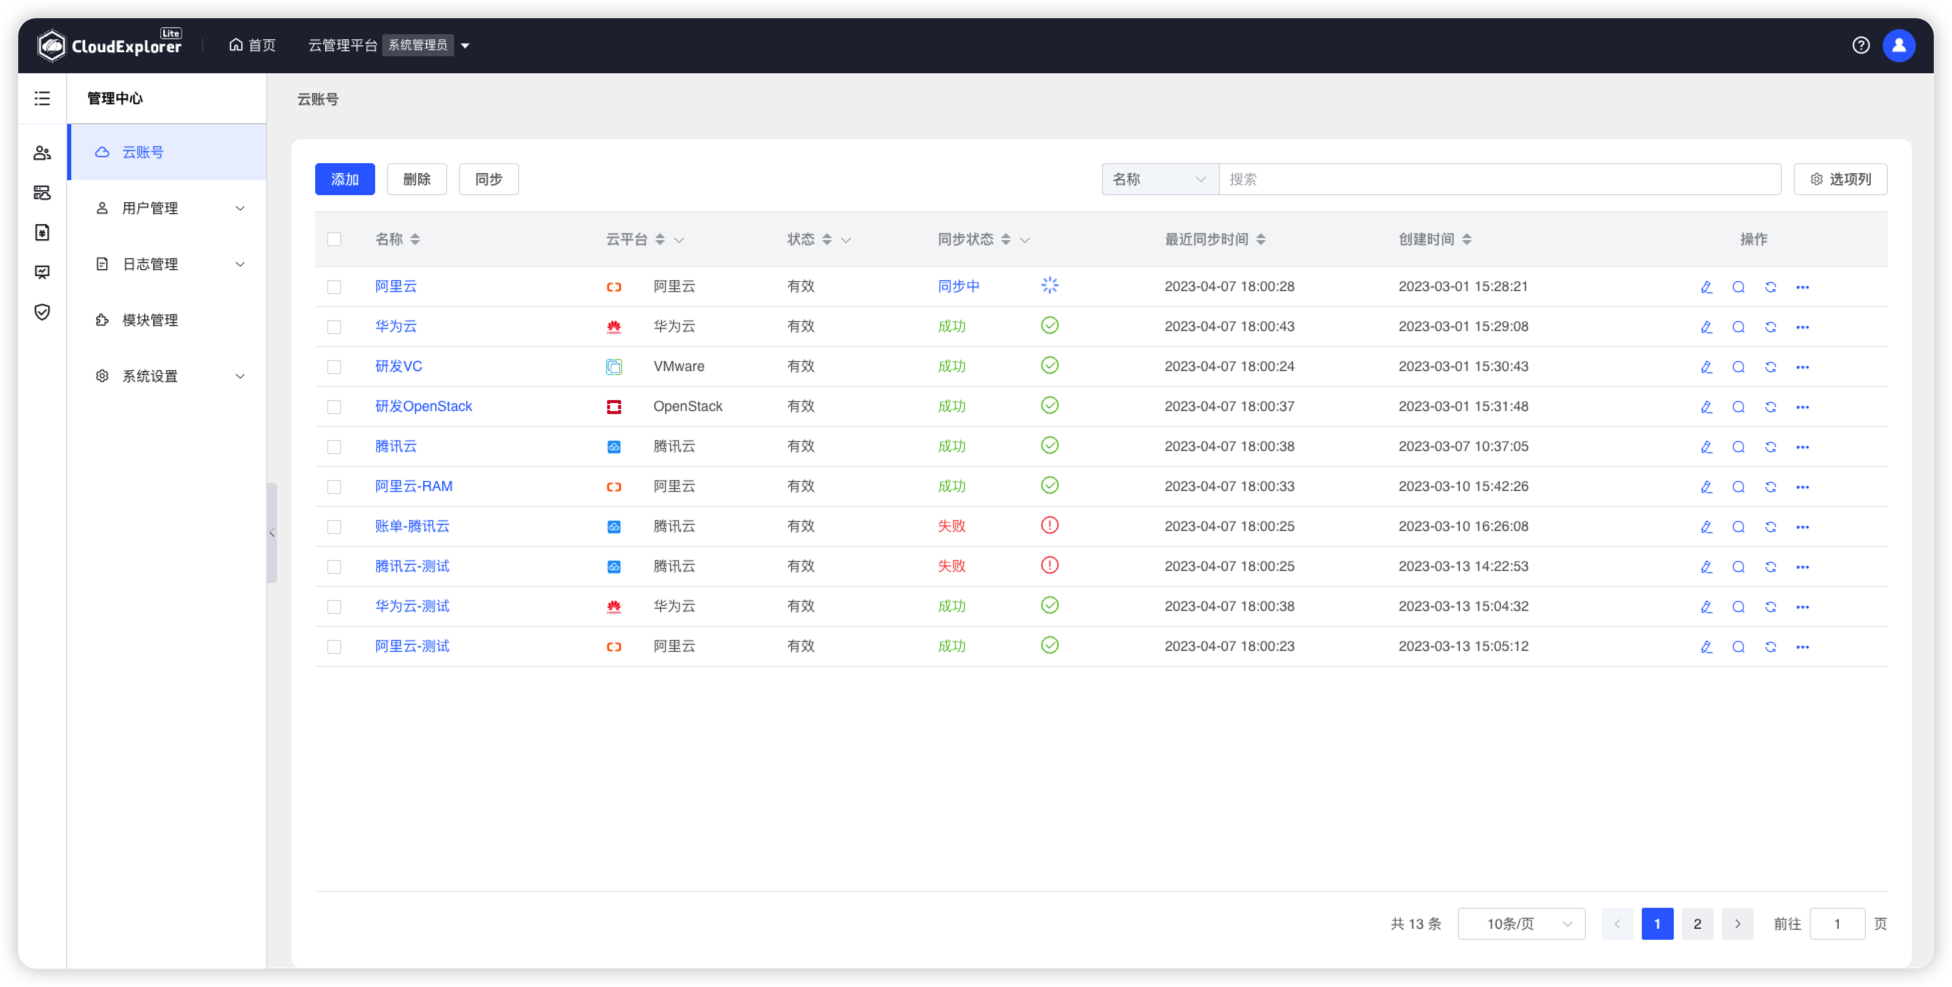 CloudExplorer Lite 首页 云管理平台 系统管理员
管理中心
云账号
用户管理
日志管理
模块管理
系统设置
云账号
添加 删除 同步 名称 搜索 选项列
名称 云平台 状态 同步状态 最近同步时间 创建时间 操作
阿里云 阿里云 有效 同步中 2023-04-07 18:00:28 2023-03-01 15:28:21
华为云 华为云 有效 成功 2023-04-07 18:00:43 2023-03-01 15:29:08
研发VC VMware 有效 成功 2023-04-07 18:00:24 2023-03-01 15:30:43
研发OpenStack OpenStack 有效 成功 2023-04-07 18:00:37 2023-03-01 15:31:48
腾讯云 腾讯云 有效 成功 2023-04-07 18:00:38 2023-03-07 10:37:05
阿里云-RAM 阿里云 有效 成功 2023-04-07 18:00:33 2023-03-10 15:42:26
账单-腾讯云 腾讯云 有效 失败 2023-04-07 18:00:25 2023-03-10 16:26:08
腾讯云-测试 腾讯云 有效 失败 2023-04-07 18:00:25 2023-03-13 14:22:53
华为云-测试 华为云 有效 成功 2023-04-07 18:00:38 2023-03-13 15:04:32
阿里云-测试 阿里云 有效 成功 2023-04-07 18:00:23 2023-03-13 15:05:12
共 13 条 10条/页 1 2 前往 1 页